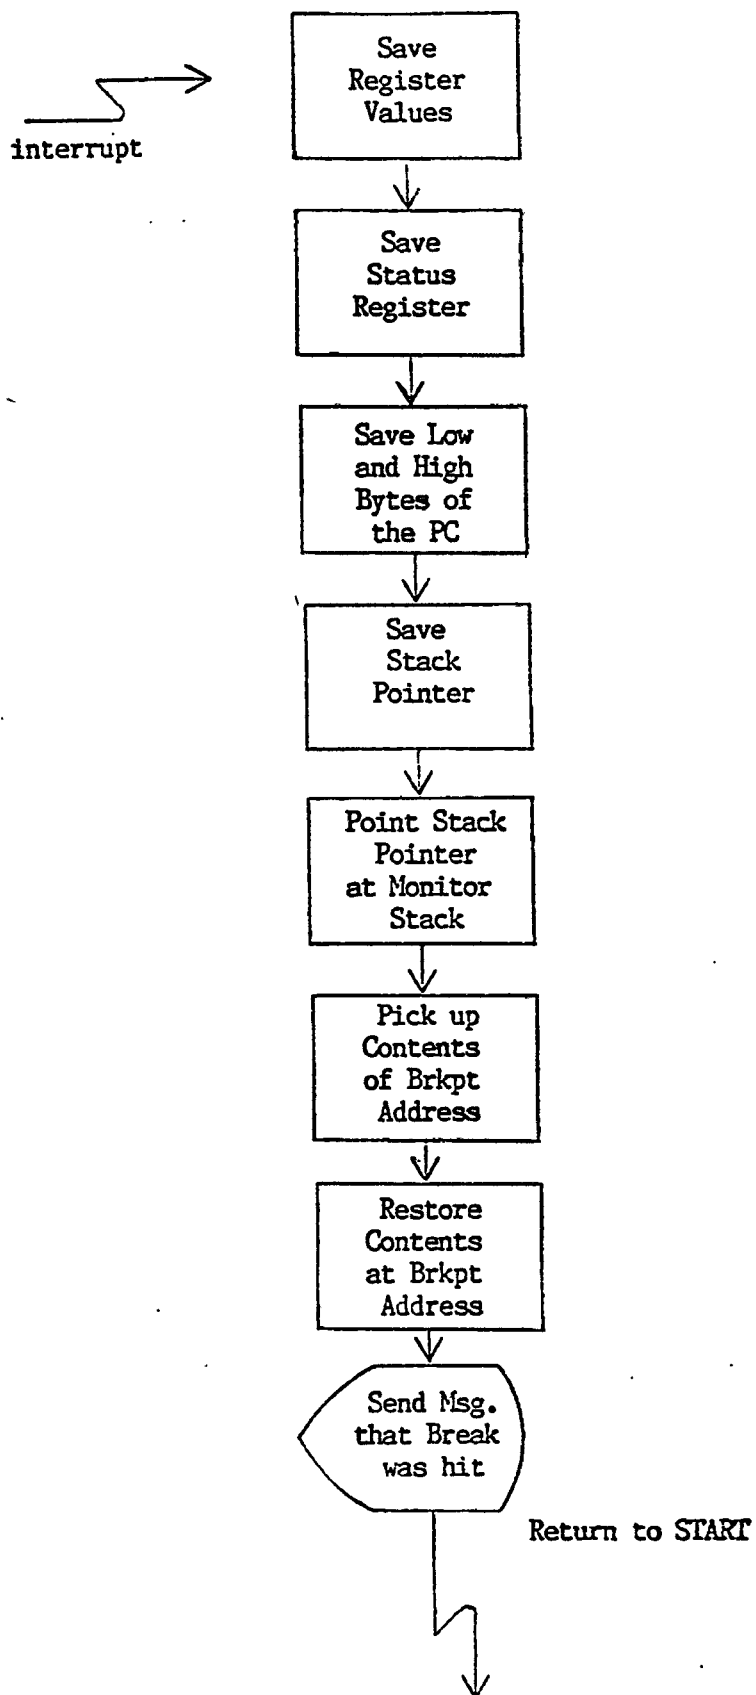 Save
Register
Values
interrupt
Save
Status
Register
Save Low
and High
Bytes of
the PC
Save
Stack
Pointer
Point Stack
Pointer
at Monitor
Stack
Pick up
Contents
of Brkpt
Address
Restore
Contents
at Brkpt
Address
Send Msg.
that Break
was hit
Return to START